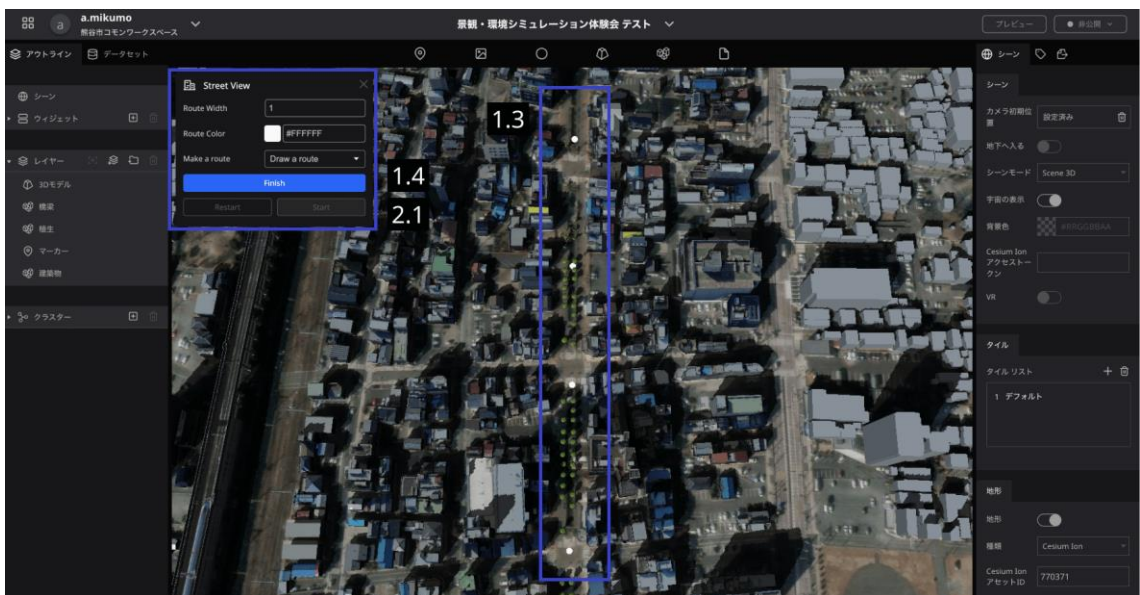 a
a.mikumo
熊谷市コモンワークスペース
景観・環境シミュレーション体験会 テスト
プレビュー
非公開
アウトライン
データセット
シーン
ウィジェット
レイヤー
3Dモデル
橋梁
植生
マーカー
建築物
クラスター
Street View
Route Width
1
Route Color
#FFFFFF
Make a route
Draw a route
Finish
Restart
Start
1.3
1.4
2.1
シーン
シーン
カメラ初期位置
設定済み
地下へ入る
シーンモード
Scene 3D
宇宙の表示
背景色
#RRGGBBAA
Cesium Ion
アクセストー
クン
VR
タイル
タイルリスト
1 デフォルト
地形
地形
種類
Cesium Ion
Cesium Ion
アセットID
770371